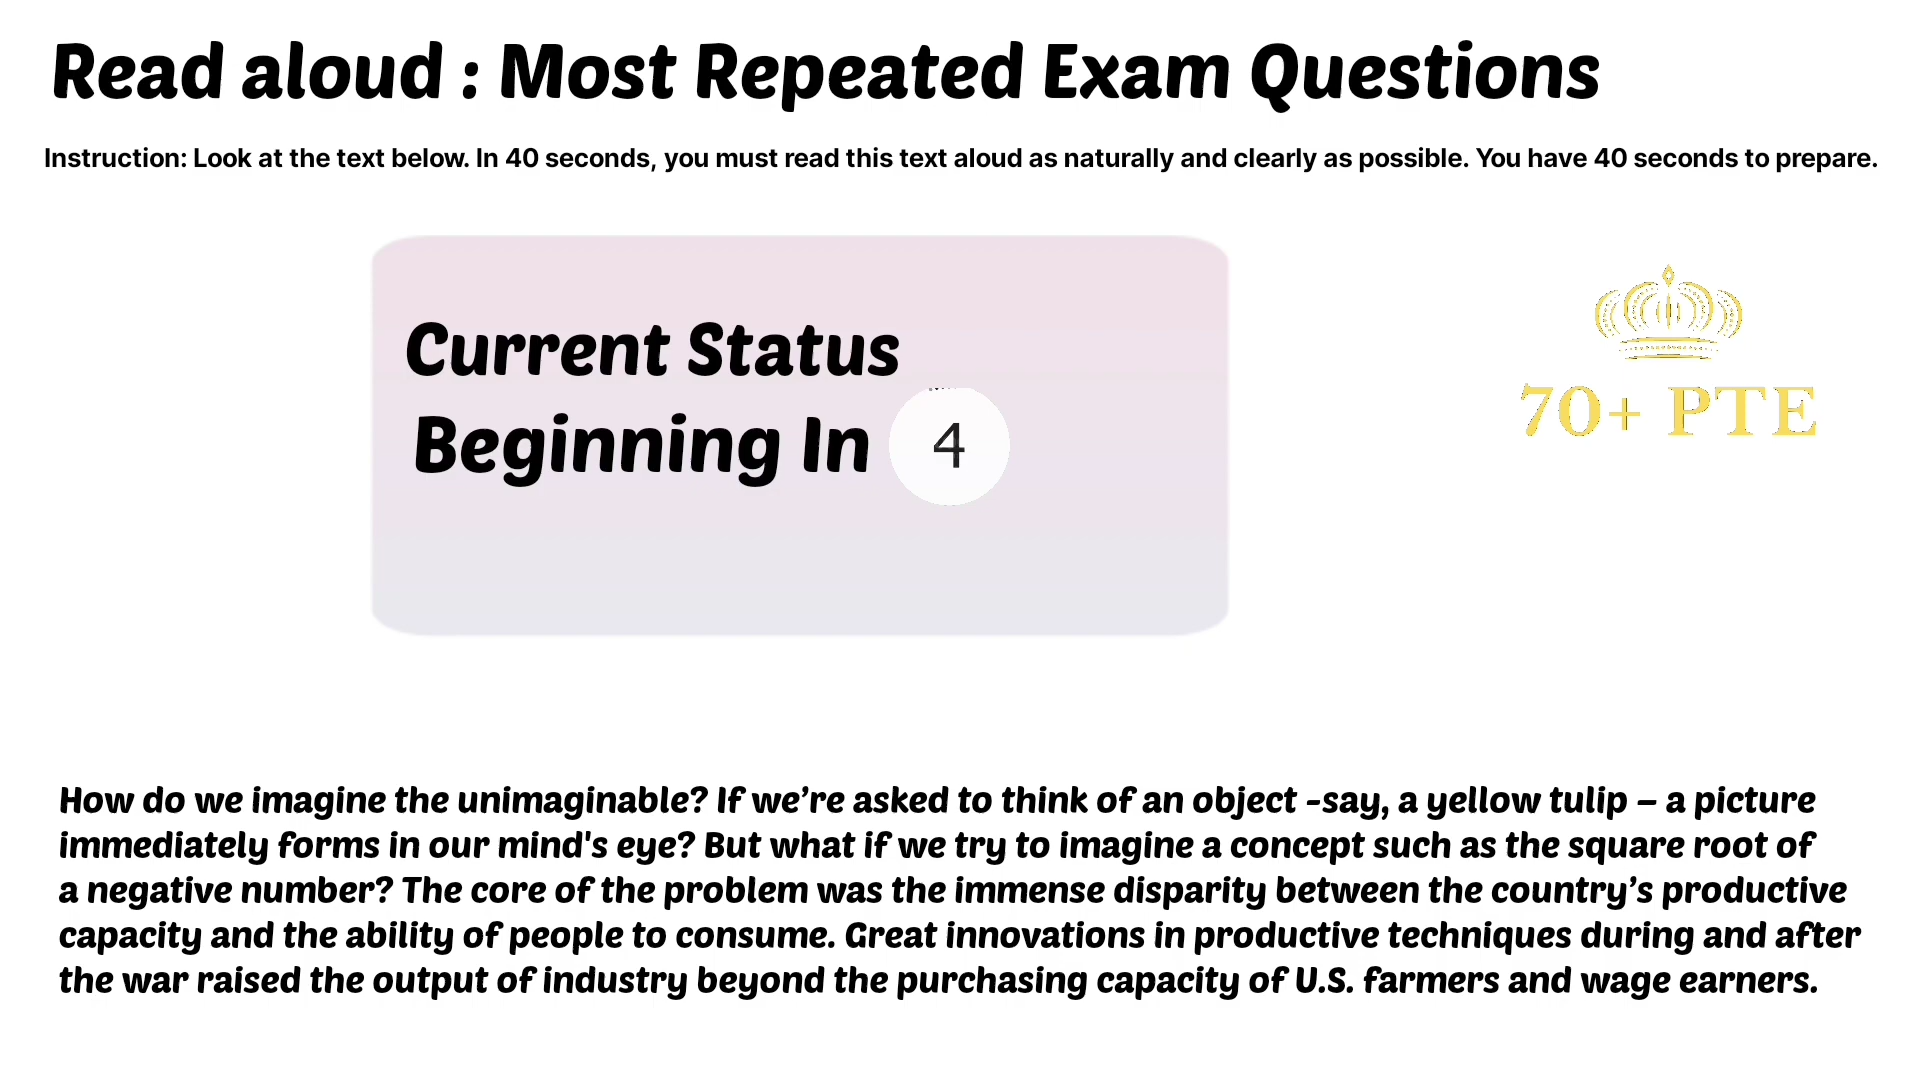 Read aloud : Most Repeated Exam Questions
Instruction: Look at the text below. In 40 seconds, you must read this text aloud as naturally and clearly as possible. You have 40 seconds to prepare.
Current Status
Beginning In 4
70+ PTE
How do we imagine the unimaginable? If we’re asked to think of an object -say, a yellow tulip – a picture
immediately forms in our mind's eye? But what if we try to imagine a concept such as the square root of
a negative number? The core of the problem was the immense disparity between the country’s productive
capacity and the ability of people to consume. Great innovations in productive techniques during and after
the war raised the output of industry beyond the purchasing capacity of U.S. farmers and wage earners.